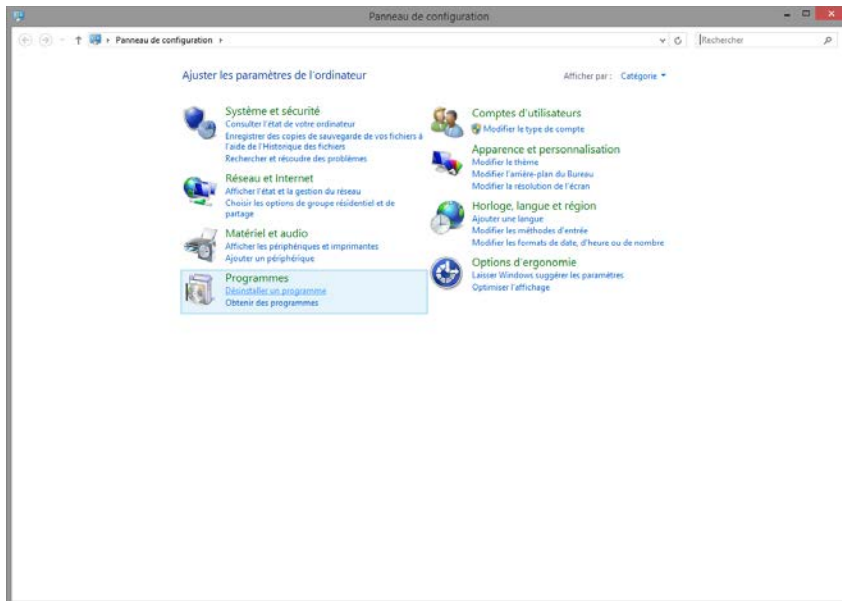 Panneau de configuration
Panneau de configuration
Rechercher
Ajuster les paramètres de l'ordinateur
Afficher par : Catégorie
Système et sécurité
Consulter l'état de votre ordinateur
Enregistrer des copies de sauvegarde de vos fichiers à
l'aide de l'Historique des fichiers
Rechercher et résoudre des problèmes
Réseau et Internet
Afficher l'état et la gestion du réseau
Choisir les options de groupe résidentiel et de
partage
Matériel et audio
Afficher les périphériques et imprimantes
Ajouter un périphérique
Programmes
Désinstaller un programme
Obtenir des programmes
Comptes d'utilisateurs
Modifier le type de compte
Apparence et personnalisation
Modifier le thème
Modifier l'arrière-plan du Bureau
Modifier la résolution de l'écran
Horloge, langue et région
Ajouter une langue
Modifier les méthodes d'entrée
Modifier les formats de date, d'heure ou de nombre
Options d'ergonomie
Laisser Windows suggérer les paramètres
Optimiser l'affichage